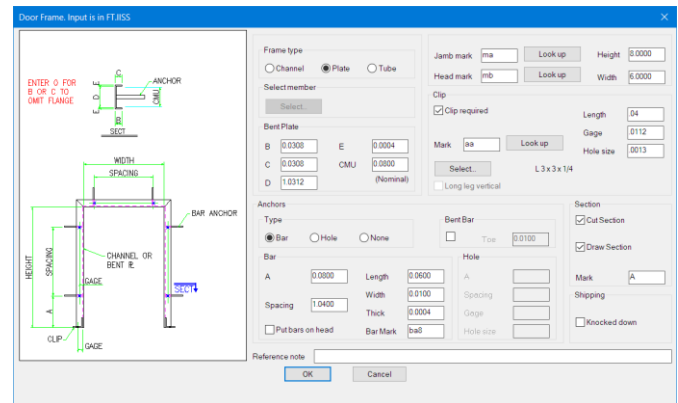 Door Frame. Input is in FT.IISS
ENTER 0 FOR
B OR C TO
OMIT FLANGE
C
E
D
E
ANCHOR
CMU
B
SECT
WIDTH
SPACING
BAR ANCHOR
HEIGHT
SPACING
CHANNEL OR
BENT PL
GAGE
SECT
A
CLIP
GAGE
Frame type
Channel Plate Tube
Select member
Select..
Bent Plate
B 0.0308 E 0.0004
C 0.0308 CMU 0.0800
D 1.0312 (Nominal)
Jamb mark ma Look up Height 8.0000
Head mark mb Look up Width 6.0000
Clip
Clip required
Length .04
Gage .0112
Mark aa Look up Hole size .0013
Select.. L 3 x 3 x 1/4
Long leg vertical
Anchors
Type
Bar Hole None
Bent Bar
Toe 0.0100
Bar
A 0.0800 Length 0.0600
Width 0.0100
Spacing 1.0400
Thick 0.0004
Put bars on head Bar Mark ba8
Hole
A
Spacing
Gage
Hole size
Section
Cut Section
Draw Section
Mark A
Shipping
Knocked down
Reference note
OK Cancel